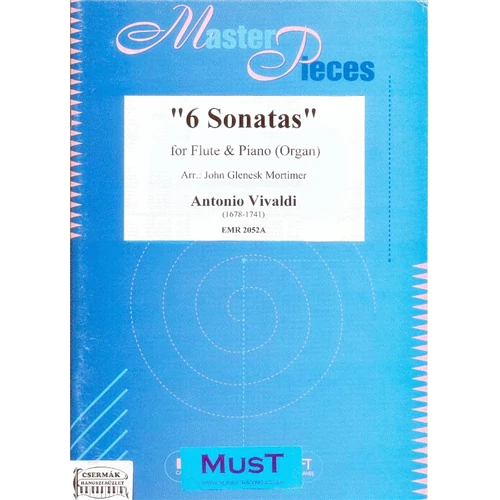 Master Pieces
"6 Sonatas"
for Flute & Piano (Organ)
Arr.: John Glenesk Mortimer
Antonio Vivaldi
(1678-1741)
EMR 2052A
MusT
CSERMÁK
HANGSZERÜZLET